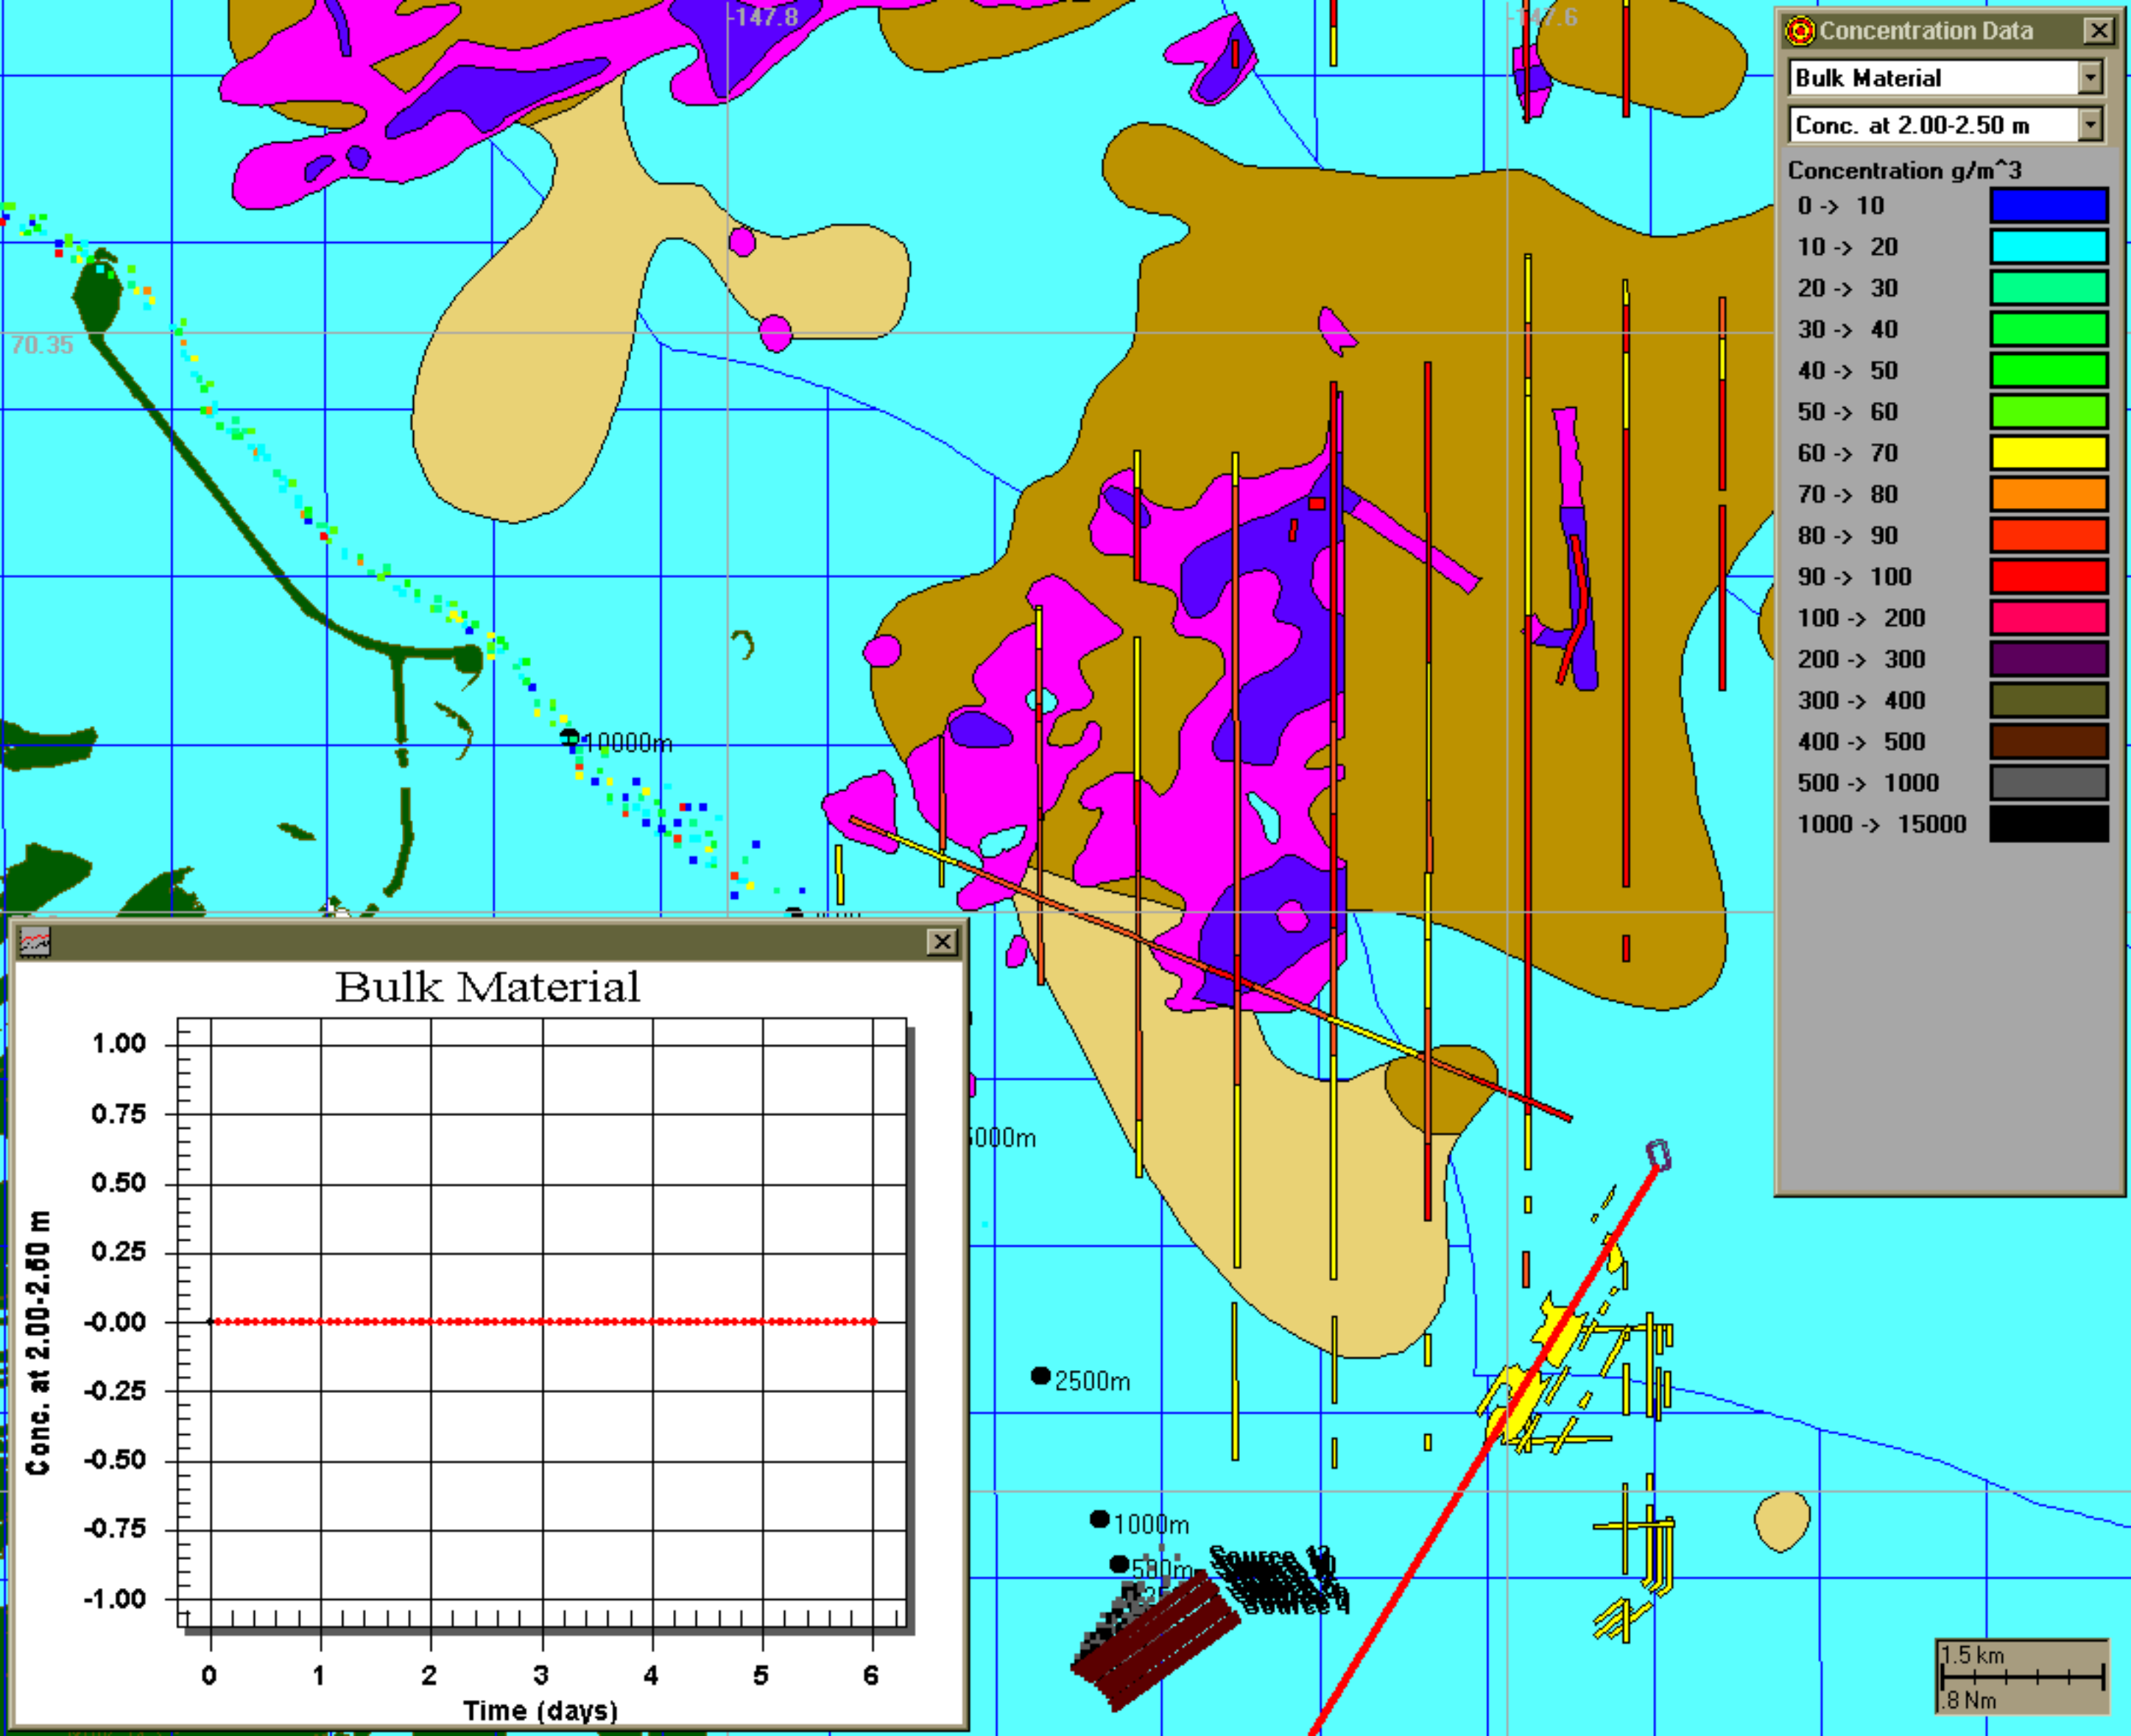 -147.8
-147.6
Concentration Data
Bulk Material
Conc. at 2.00-2.50 m
Concentration g/m^3
0 -> 10
10 -> 20
20 -> 30
30 -> 40
40 -> 50
50 -> 60
60 -> 70
70 -> 80
80 -> 90
90 -> 100
100 -> 200
200 -> 300
300 -> 400
400 -> 500
500 -> 1000
1000 -> 15000
70.35
10000m
Bulk Material
1.00
0.75
0.50
0.25
-0.00
-0.25
-0.50
-0.75
-1.00
Conc. at 2.00-2.50 m
0 1 2 3 4 5 6
Time (days)
000m
2500m
1000m
500m
Source 4
1.5 km
.8 Nm